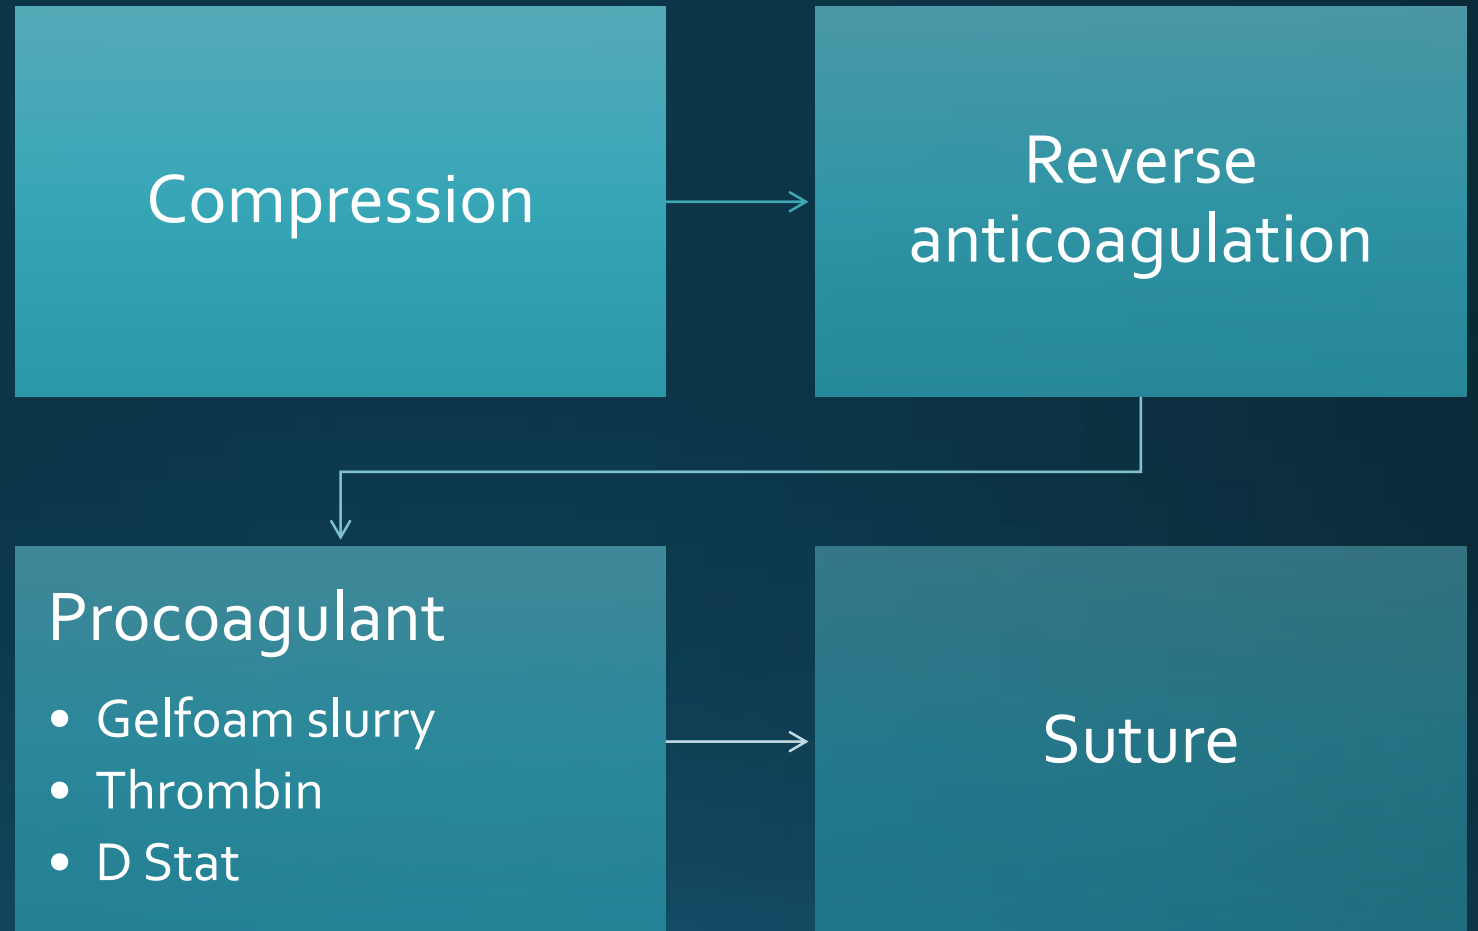 Compression
Reverse
anticoagulation
Procoagulant
• Gelfoam slurry
• Thrombin
• D Stat
Suture